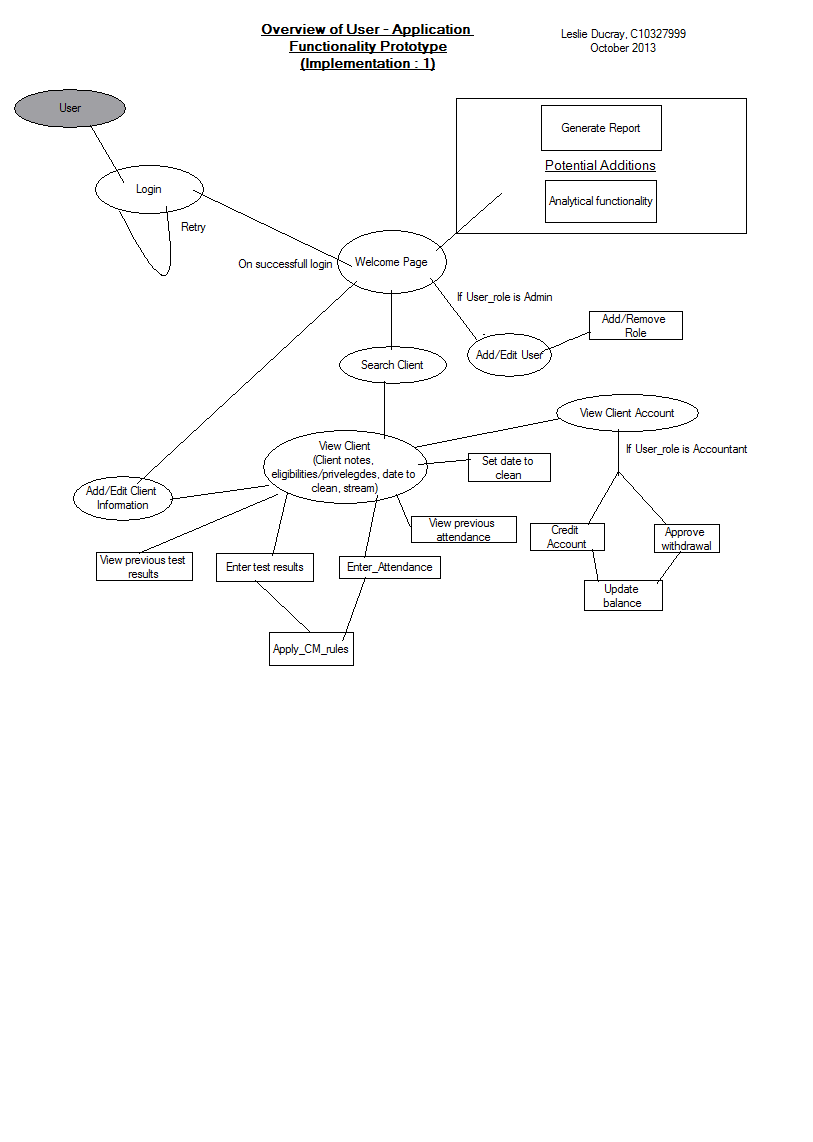 Overview of User - Application
Functionality Prototype
(Implementation : 1)
Leslie Ducray, C10327999
October 2013
User
Generate Report
Potential Additions
Analytical functionality
Login
Retry
On successfull login
Welcome Page
If User_role is Admin
Add/Remove
Role
Add/Edit User
Search Client
View Client Account
If User_role is Accountant
View Client
(Client notes,
eligibilities/privelegdes, date to
clean, stream)
Set date to
clean
Add/Edit Client
Information
View previous
attendance
Credit
Account
Approve
withdrawal
View previous test
results
Enter test results
Enter_Attendance
Update
balance
Apply_CM_rules